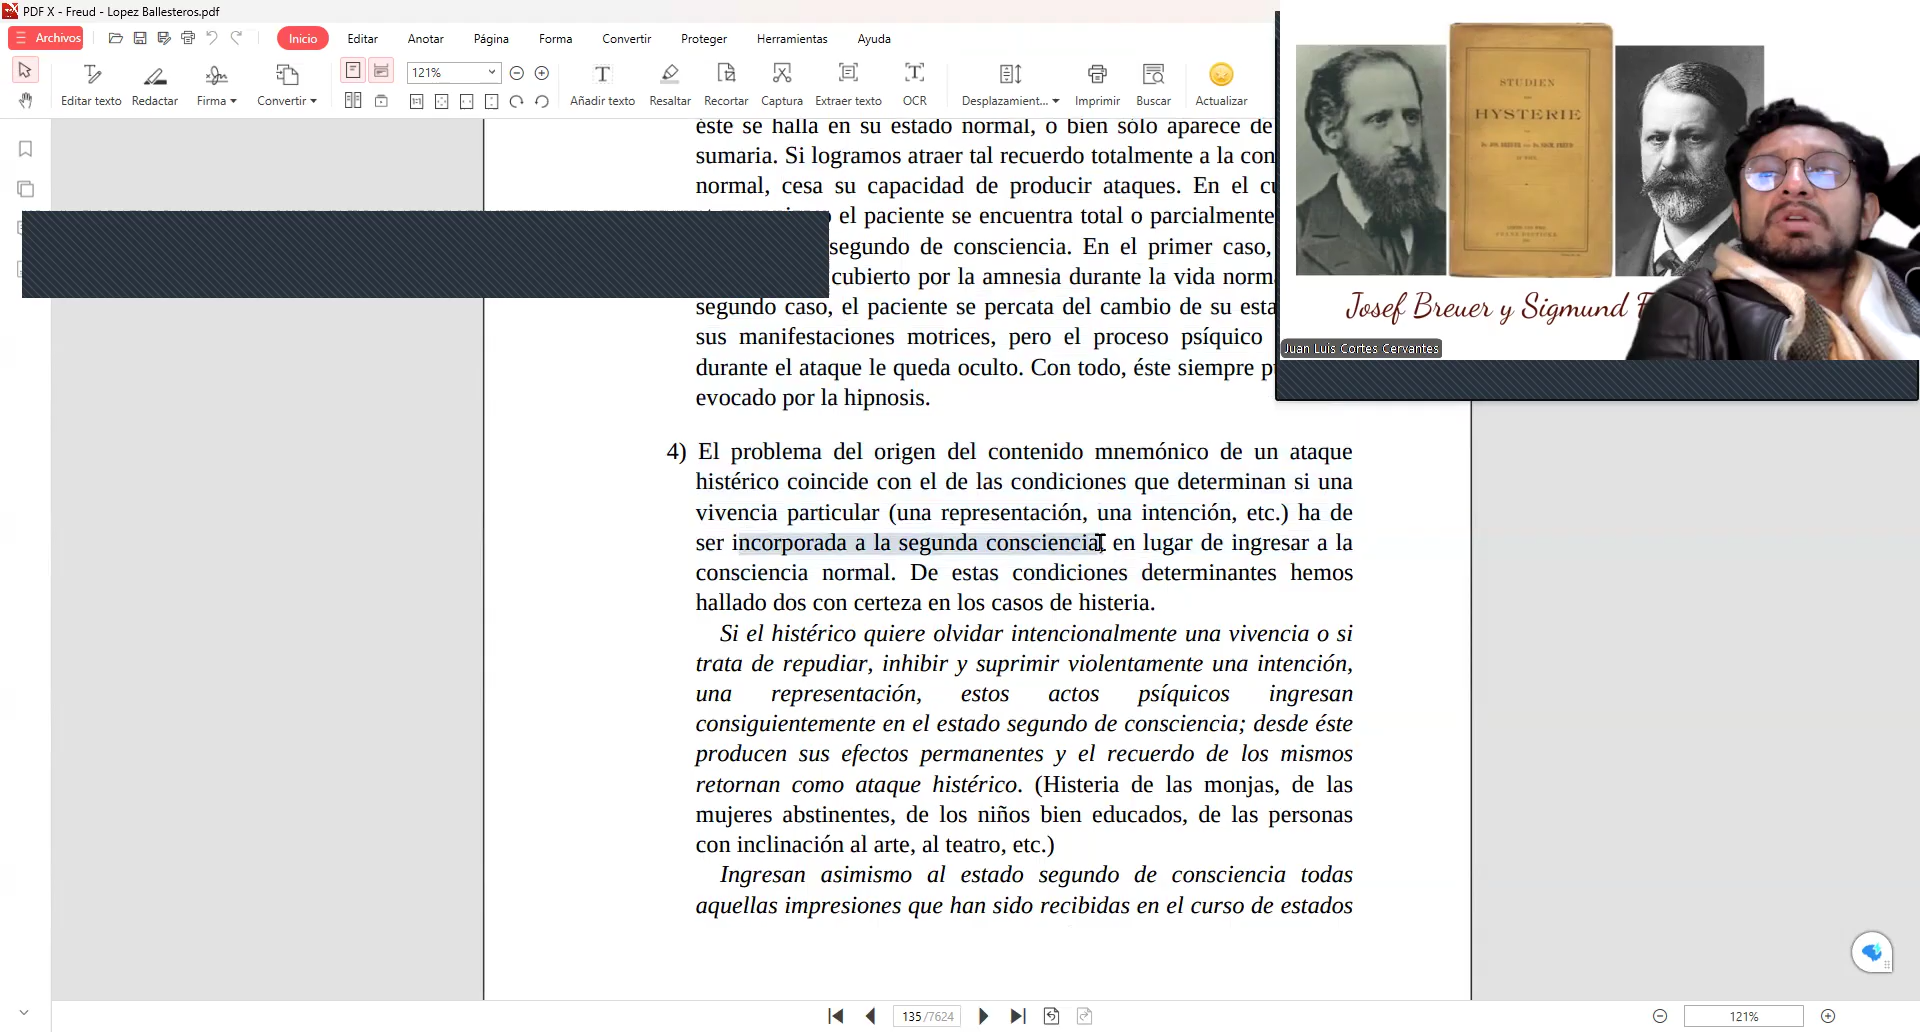 PDF X - Freud - Lopez Ballesteros.pdf
Archivos
Inicio
Editar
Anotar
Página
Forma
Convertir
Proteger
Herramientas
Ayuda
Editar texto
Redactar
Firma
Convertir
121%
Añadir texto
Resaltar
Recortar
Captura
Extraer texto
OCR
Desplazamient...
Imprimir
Buscar
Actualizar
éste se halla en su estado normal, o bien sólo aparece de
sumaria. Si logramos atraer tal recuerdo totalmente a la con
normal, cesa su capacidad de producir ataques. En el cu
el paciente se encuentra total o parcialmente
segundo de consciencia. En el primer caso,
cubierto por la amnesia durante la vida norma
segundo caso, el paciente se percata del cambio de su esta
sus manifestaciones motrices, pero el proceso psíquico
durante el ataque le queda oculto. Con todo, éste siempre pu
evocado por la hipnosis.
4) El problema del origen del contenido mnemónico de un ataque
histérico coincide con el de las condiciones que determinan si una
vivencia particular (una representación, una intención, etc.) ha de
ser incorporada a la segunda consciencia, en lugar de ingresar a la
consciencia normal. De estas condiciones determinantes hemos
hallado dos con certeza en los casos de histeria.
Si el histérico quiere olvidar intencionalmente una vivencia o si
trata de repudiar, inhibir y suprimir violentamente una intención,
una representación, estos actos psíquicos ingresan
consiguientemente en el estado segundo de consciencia; desde éste
producen sus efectos permanentes y el recuerdo de los mismos
retornan como ataque histérico. (Histeria de las monjas, de las
mujeres abstinentes, de los niños bien educados, de las personas
con inclinación al arte, al teatro, etc.)
Ingresan asimismo al estado segundo de consciencia todas
aquellas impresiones que han sido recibidas en el curso de estados
STUDIEN
HYSTERIE
Josef Breuer y Sigmund F
Juan Luis Cortes Cervantes
135 /7624
121%